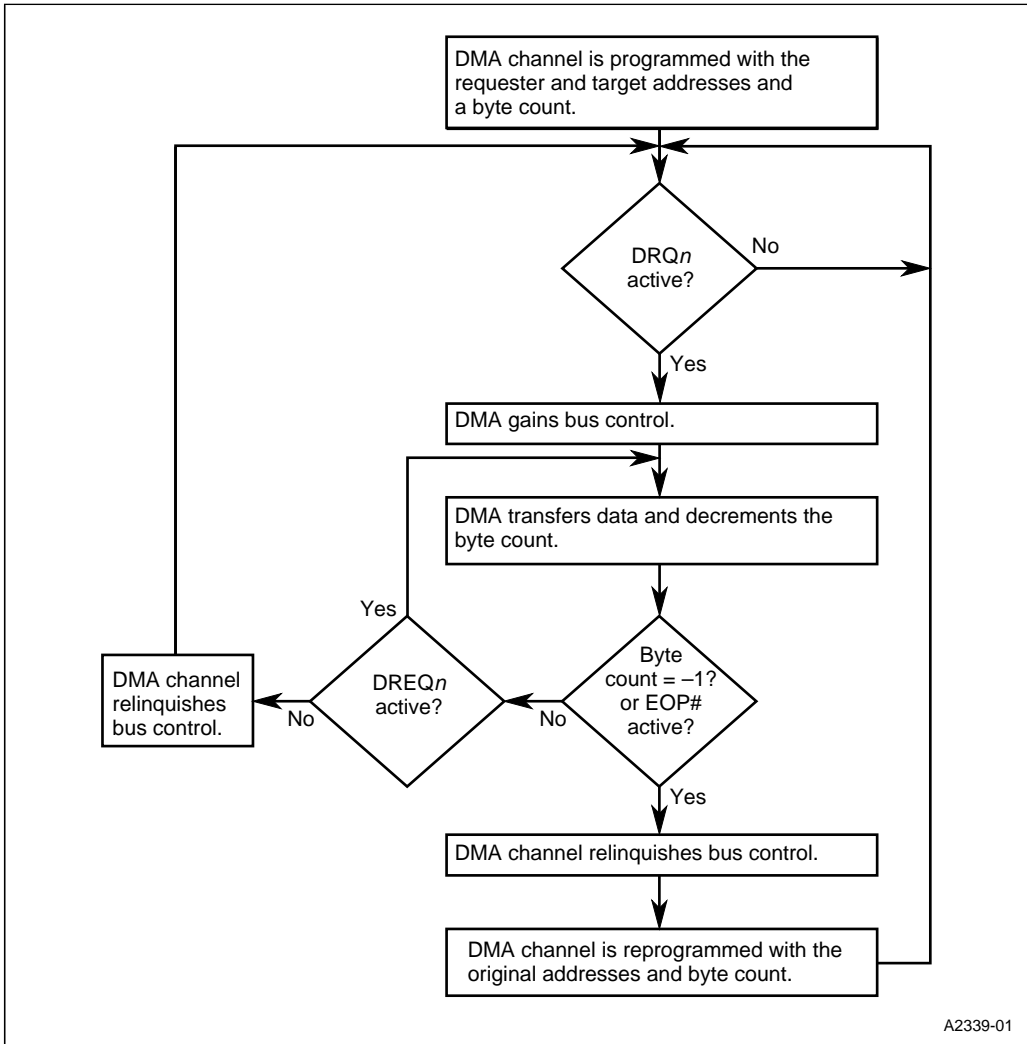 DMA channel is programmed with the
requester and target addresses and
a byte count.
DRQn
active?
No
Yes
DMA gains bus control.
DMA transfers data and decrements the
byte count.
Yes
DMA channel
relinquishes
bus control.
No
DREQn
active?
No
Byte
count = –1?
or EOP#
active?
Yes
DMA channel relinquishes bus control.
DMA channel is reprogrammed with the
original addresses and byte count.
A2339-01